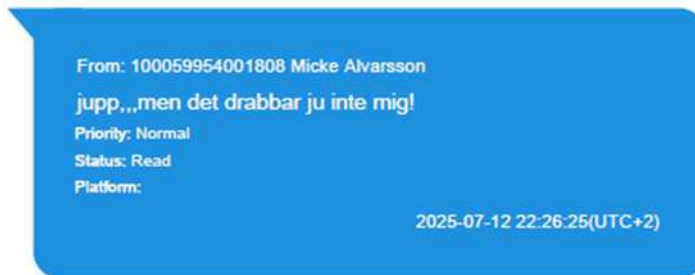 From: 100059954001808 Micke Alvarsson
jupp,,,men det drabbar ju inte mig!
Priority: Normal
Status: Read
Platform:
2025-07-12 22:26:25(UTC+2)